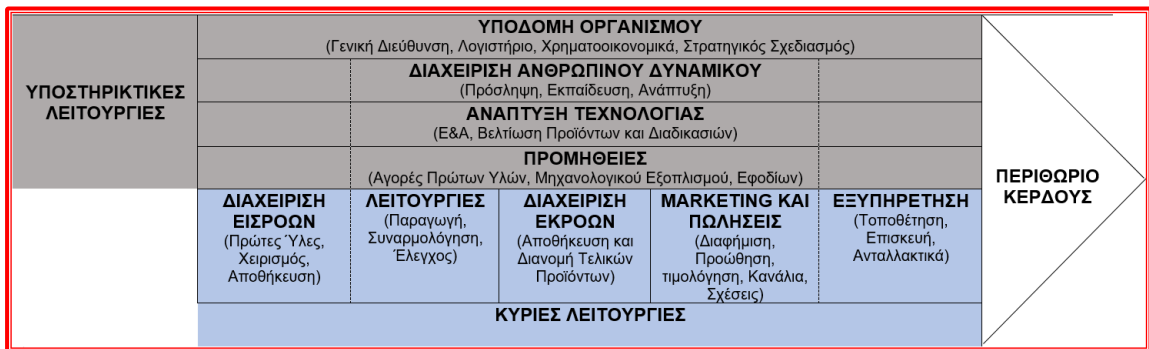 ΥΠΟΔΟΜΗ ΟΡΓΑΝΙΣΜΟΥ
(Γενική Διεύθυνση, Λογιστήριο, Χρηματοοικονομικά, Στρατηγικός Σχεδιασμός)
ΥΠΟΣΤΗΡΙΚΤΙΚΕΣ
ΛΕΙΤΟΥΡΓΙΕΣ
ΔΙΑΧΕΙΡΙΣΗ ΑΝΘΡΩΠΙΝΟΥ ΔΥΝΑΜΙΚΟΥ
(Πρόσληψη, Εκπαίδευση, Ανάπτυξη)
ΑΝΑΠΤΥΞΗ ΤΕΧΝΟΛΟΓΙΑΣ
(Ε&Α, Βελτίωση Προϊόντων και Διαδικασιών)
ΠΡΟΜΗΘΕΙΕΣ
(Αγορές Πρώτων Υλών, Μηχανολογικού Εξοπλισμού, Εφοδίων)
ΔΙΑΧΕΙΡΙΣΗ
ΕΙΣΡΟΩΝ
(Πρώτες Ύλες,
Χειρισμός,
Αποθήκευση)
ΛΕΙΤΟΥΡΓΙΕΣ
(Παραγωγή,
Συναρμολόγηση,
Έλεγχος)
ΔΙΑΧΕΙΡΙΣΗ
ΕΚΡΟΩΝ
(Αποθήκευση και
Διανομή Τελικών
Προϊόντων)
MARKETING ΚΑΙ
ΠΩΛΗΣΕΙΣ
(Διαφήμιση,
Προώθηση,
τιμολόγηση, Κανάλια,
Σχέσεις)
ΕΞΥΠΗΡΕΤΗΣΗ
(Τοποθέτηση,
Επισκευή,
Ανταλλακτικά)
ΚΥΡΙΕΣ ΛΕΙΤΟΥΡΓΙΕΣ
ΠΕΡΙΘΩΡΙΟ
ΚΕΡΔΟΥΣ